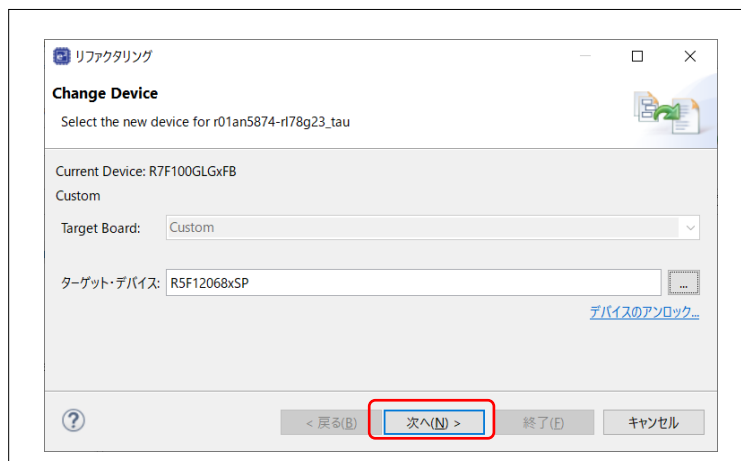 リファクタリング
Change Device
Select the new device for r01an5874-rl78g23_tau
Current Device: R7F100GLGxFB
Custom
Target Board: Custom
ターゲット・デバイス: R5F12068xSP ...
デバイスのアンロック...
< 戻る(B) 次へ(N) > 終了(F) キャンセル